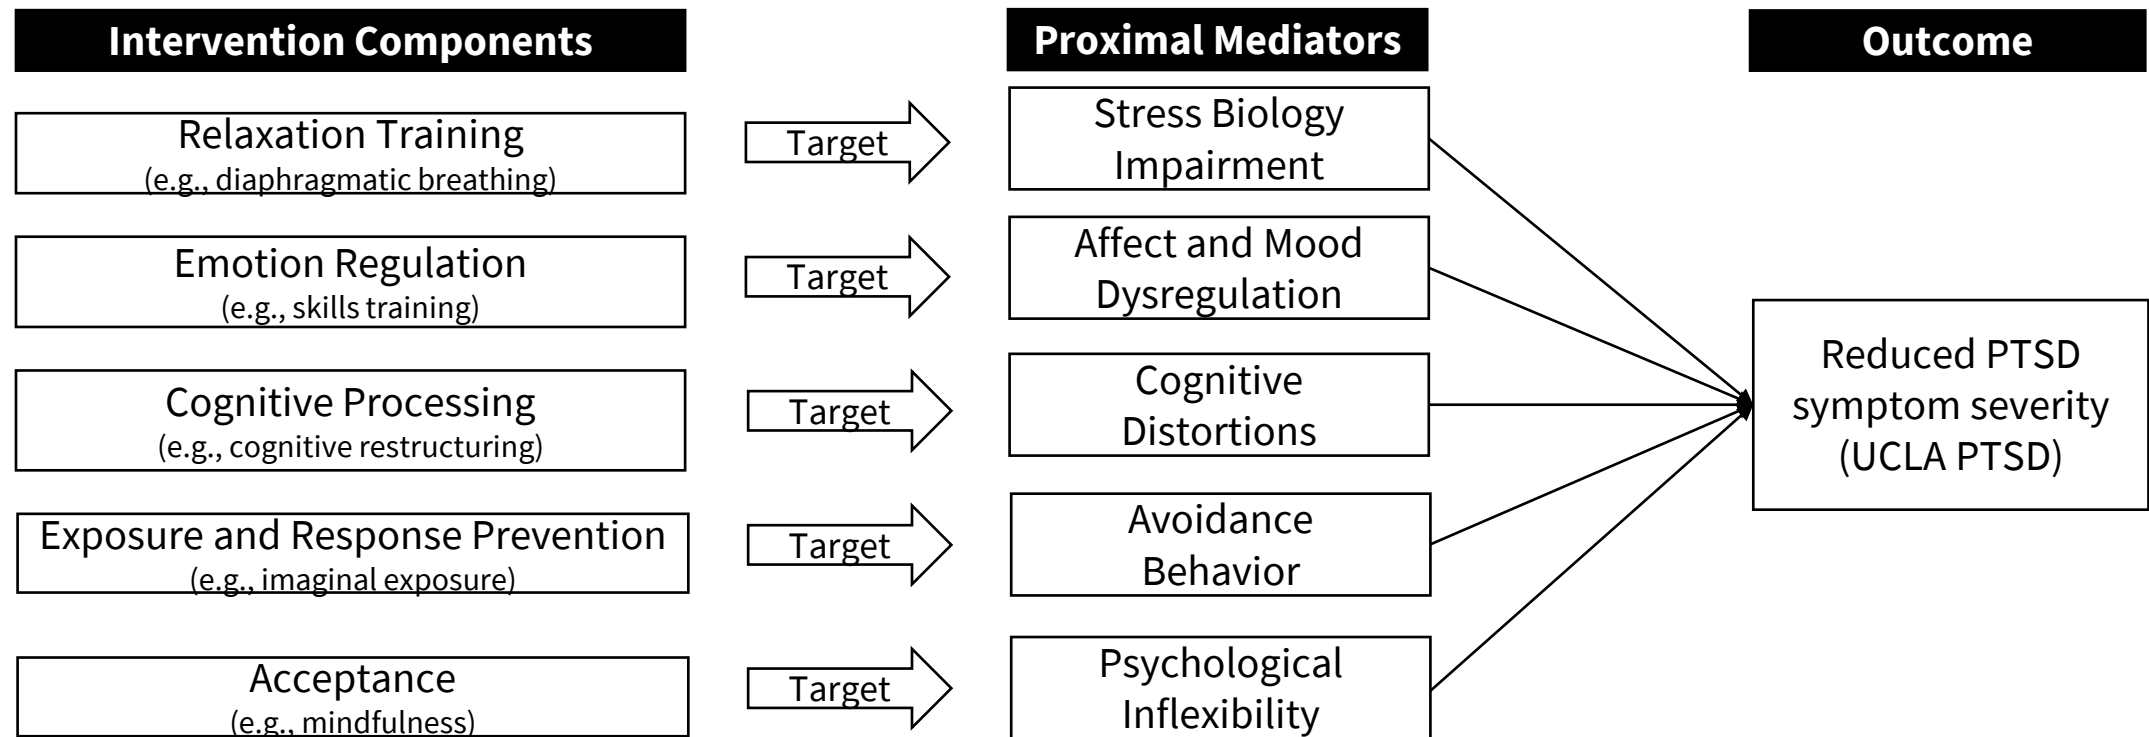 Intervention Components
Proximal Mediators
Outcome
Relaxation Training
(e.g., diaphragmatic breathing)
Target
Stress Biology
Impairment
Emotion Regulation
(e.g., skills training)
Target
Affect and Mood
Dysregulation
Cognitive Processing
(e.g., cognitive restructuring)
Target
Cognitive
Distortions
Exposure and Response Prevention
(e.g., imaginal exposure)
Target
Avoidance
Behavior
Acceptance
(e.g., mindfulness)
Target
Psychological
Inflexibility
Reduced PTSD
symptom severity
(UCLA PTSD)